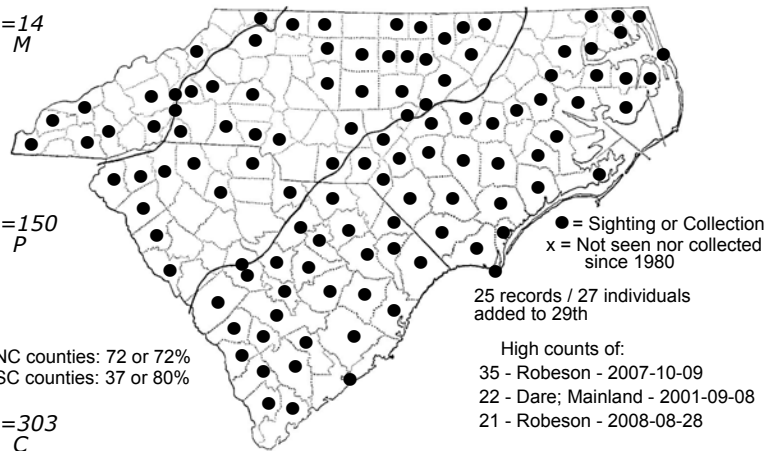 =14
M
=150
P
● = Sighting or Collection
x = Not seen nor collected
since 1980
25 records / 27 individuals
added to 29th
NC counties: 72 or 72%
SC counties: 37 or 80%
High counts of:
35 - Robeson - 2007-10-09
22 - Dare; Mainland - 2001-09-08
21 - Robeson - 2008-08-28
=303
C